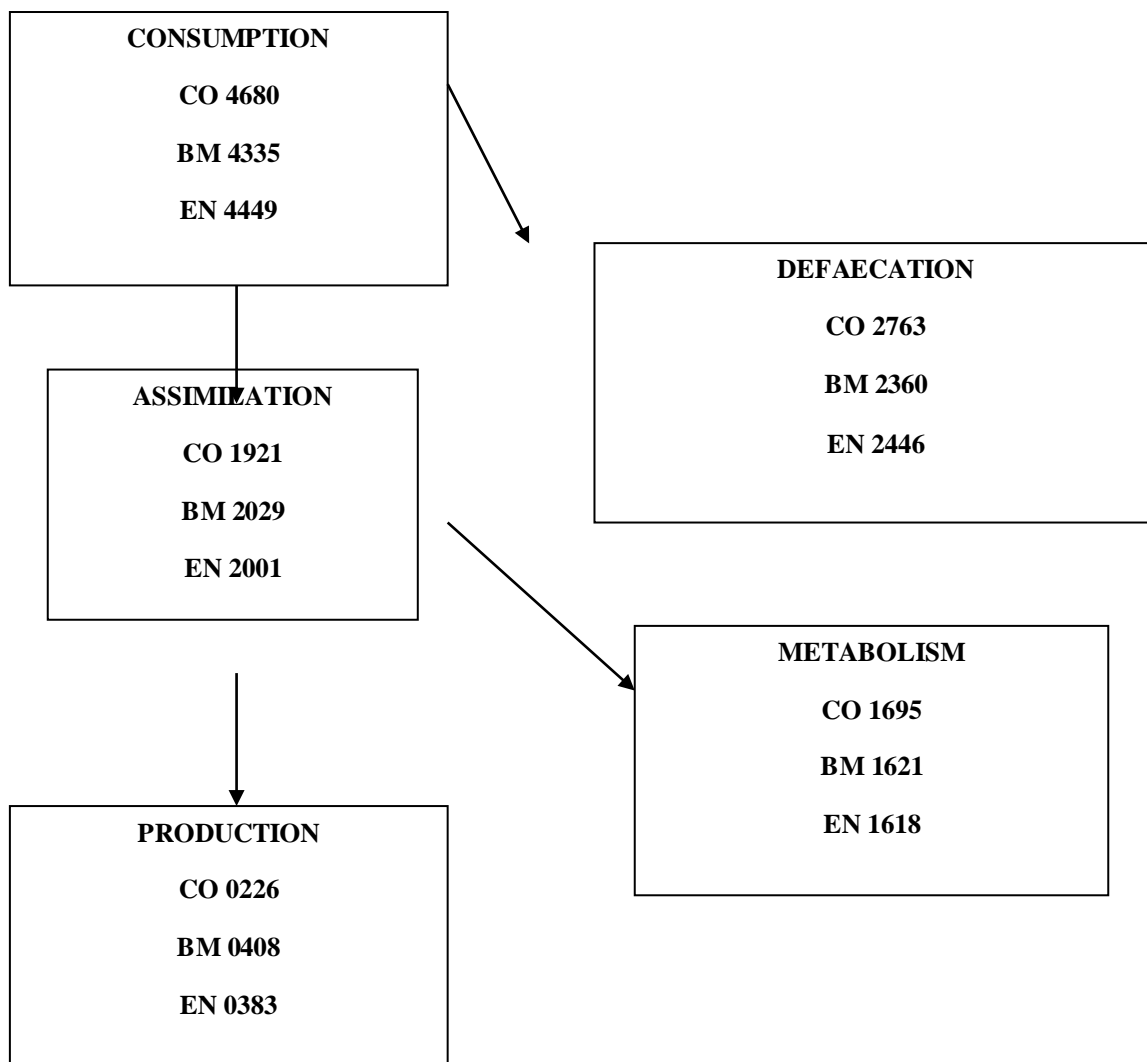 CONSUMPTION
CO 4680
BM 4335
EN 4449
DEFAECATION
CO 2763
BM 2360
EN 2446
ASSIMILATION
CO 1921
BM 2029
EN 2001
METABOLISM
CO 1695
BM 1621
EN 1618
PRODUCTION
CO 0226
BM 0408
EN 0383